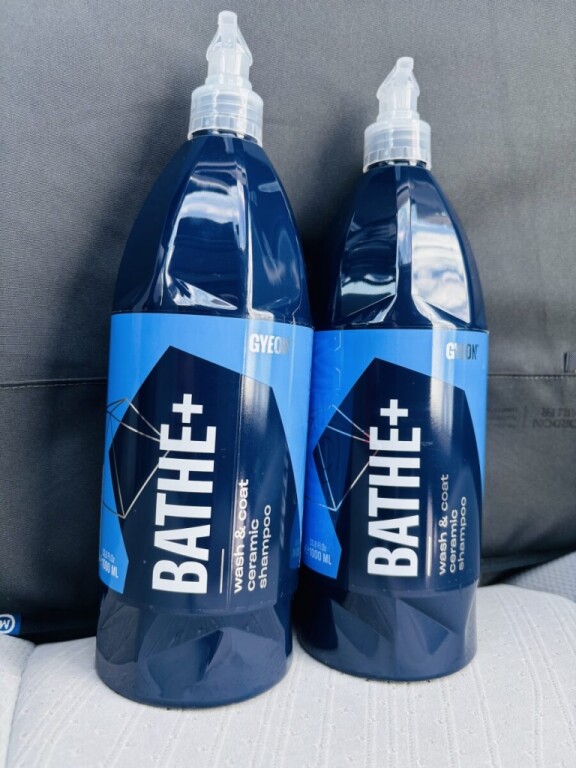 GYEON
BATHE+
wash & coat
ceramic
shampoo
1000 ML
GYEON
BATHE+
wash & coat
ceramic
shampoo
1000 ML
M